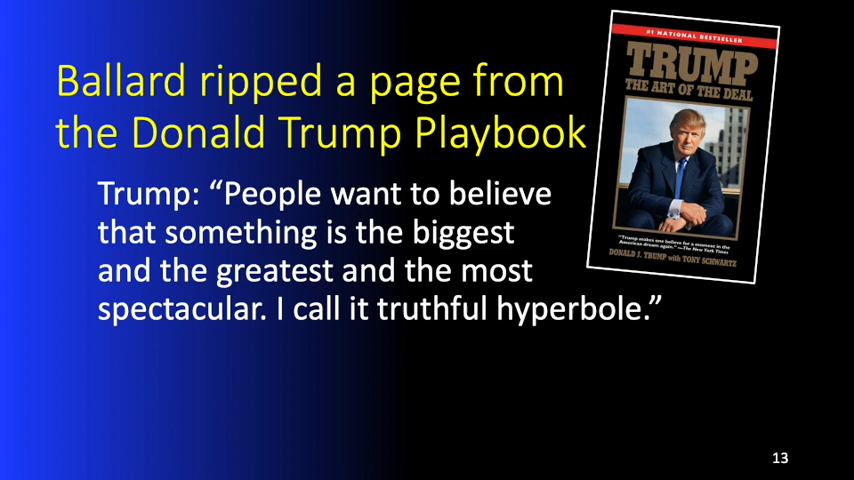 Ballard ripped a page from
the Donald Trump Playbook
Trump: “People want to believe
that something is the biggest
and the greatest and the most
spectacular. I call it truthful hyperbole.”
#1 NATIONAL BESTSELLER
TRUMP
THE ART OF THE DEAL
“Trump makes one believe for a moment in the
American dream again.” —The New York Times
DONALD J. TRUMP with TONY SCHWARTZ
13